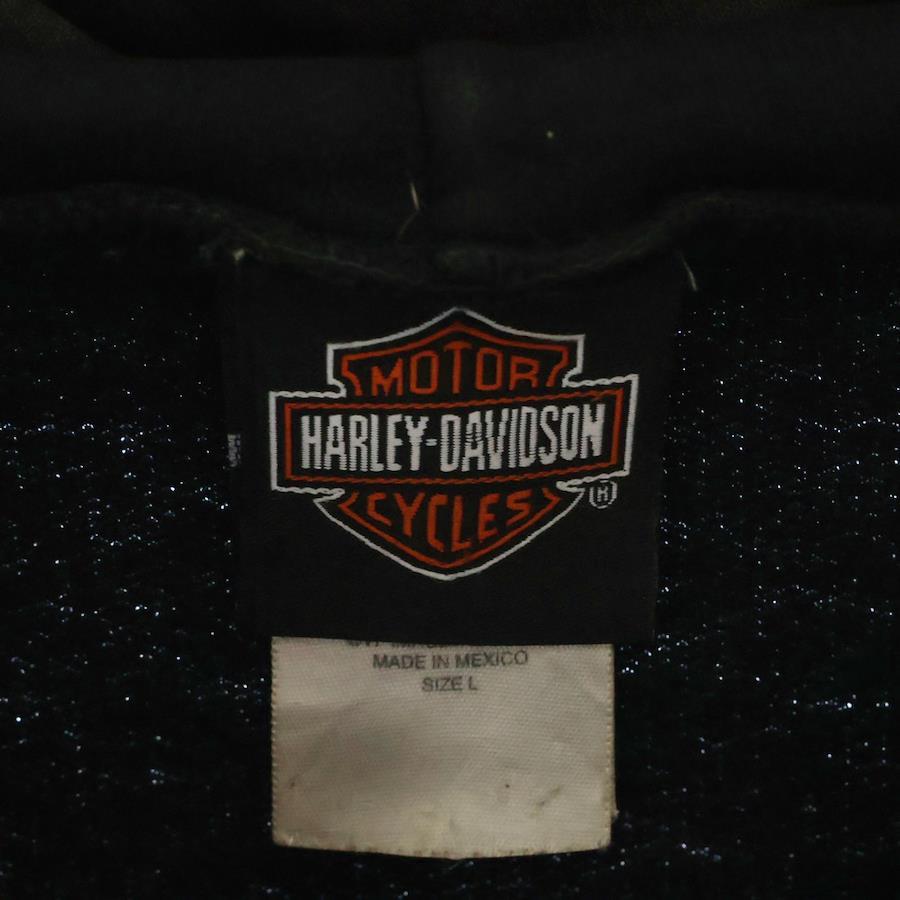 MOTOR
HARLEY-DAVIDSON
CYCLES
®
MADE IN MEXICO
SIZE L